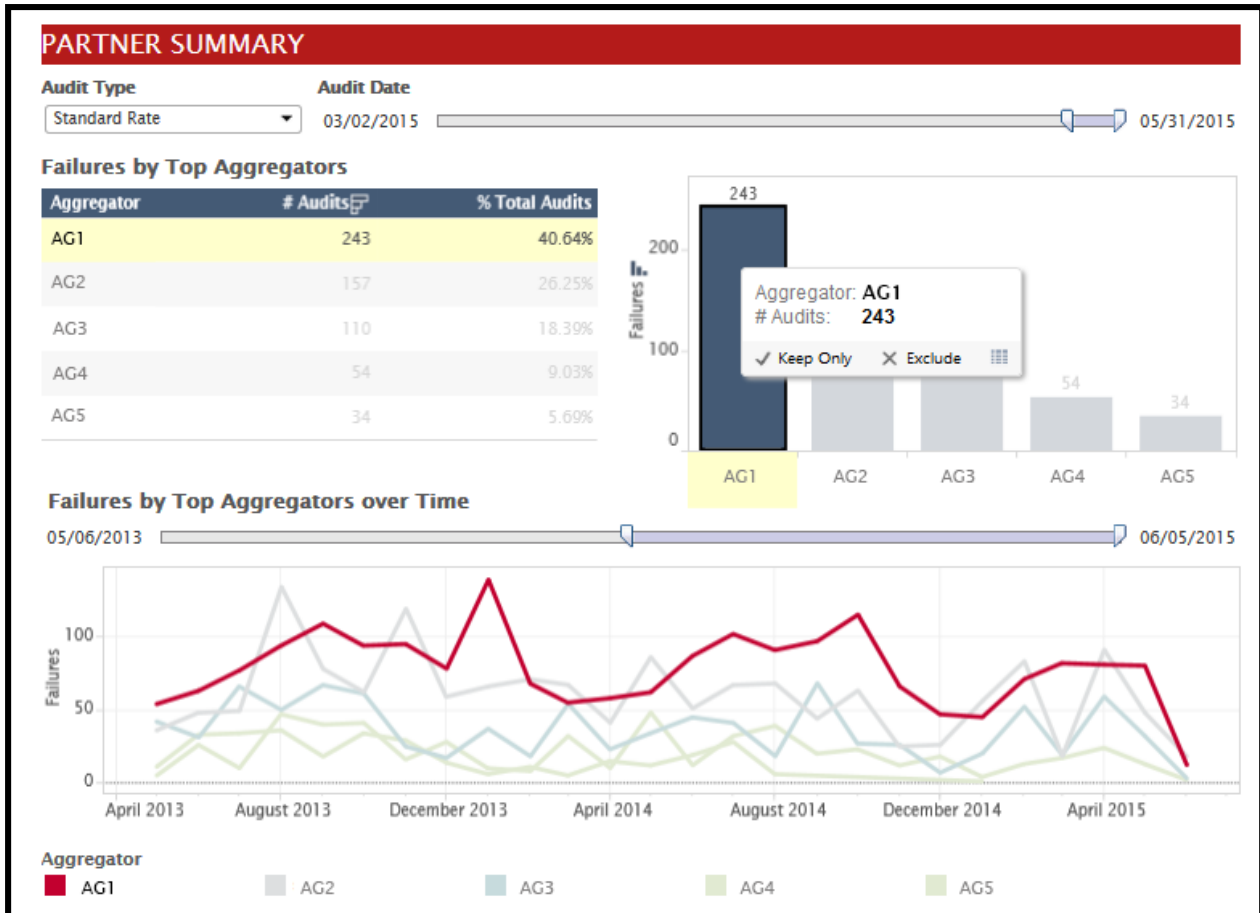 PARTNER SUMMARY
Audit Type
Audit Date
Standard Rate
03/02/2015
05/31/2015
Failures by Top Aggregators
Aggregator # Audits % Total Audits
AG1 243 40.64%
AG2 157 26.25%
AG3 110 18.39%
AG4 54 9.03%
AG5 34 5.69%
243
200
100
0
Failures
Aggregator: AG1
# Audits: 243
Keep Only Exclude
54
34
AG1 AG2 AG3 AG4 AG5
Failures by Top Aggregators over Time
05/06/2013
06/05/2015
100
50
0
Failures
April 2013 August 2013 December 2013 April 2014 August 2014 December 2014 April 2015
Aggregator
AG1 AG2 AG3 AG4 AG5